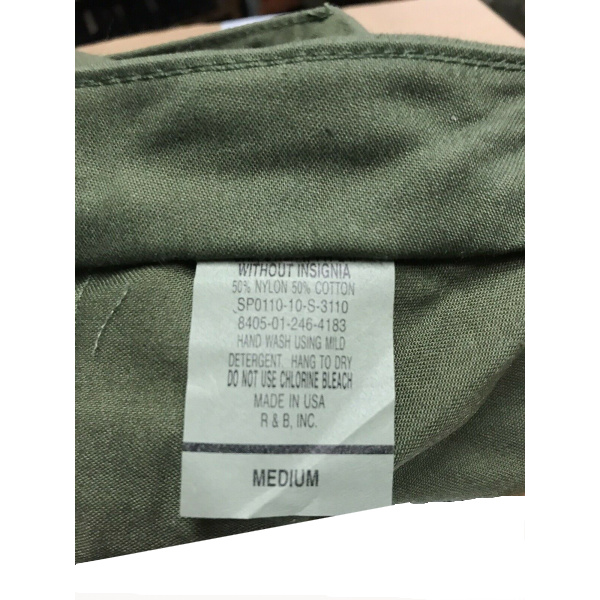 WITHOUT INSIGNIA
50% NYLON 50% COTTON
SP0110-10-S-3110
8405-01-246-4183
HAND WASH USING MILD
DETERGENT. HANG TO DRY
DO NOT USE CHLORINE BLEACH
MADE IN USA
R & B, INC.
MEDIUM